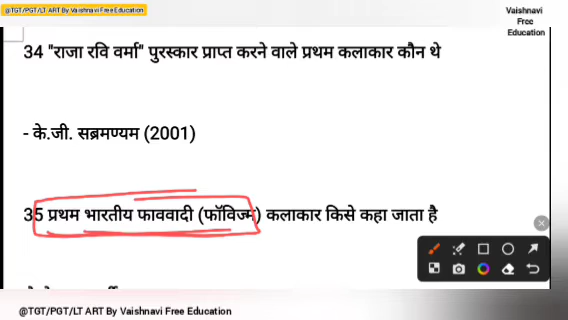 @TGT/PGT/LT ART By Vaishnavi Free Education
Vaishnavi
Free
Education
34 "राजा रवि वर्मा" पुरस्कार प्राप्त करने वाले प्रथम कलाकार कौन थे
- के.जी. सब्रमण्यम (2001)
35 प्रथम भारतीय फाववादी (फॉविज्म) कलाकार किसे कहा जाता है
@TGT/PGT/LT ART By Vaishnavi Free Education